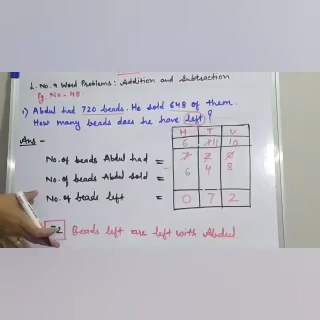 L. No. 9 Word Problems: Addition and Subtraction
Pg. No - 48
1) Abdul had 720 beads. He sold 648 of them.
How many beads does he have left?
H T U
6 11 10
Ans -
No. of beads Abdul had = 7 2 0
No. of beads Abdul sold = 6 4 8
No. of beads left = 0 7 2
72 Beads left are left with Abdul.